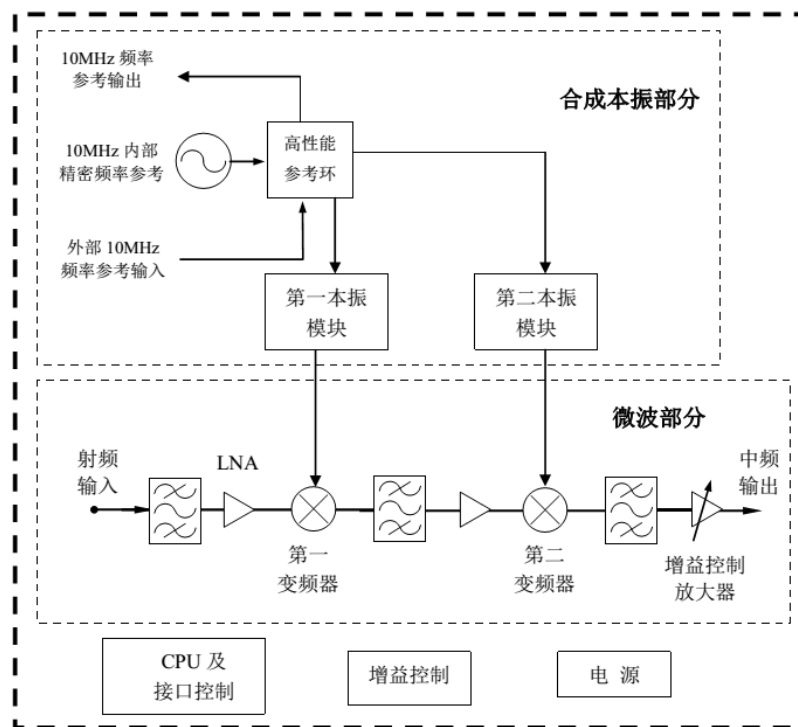 10MHz 频率
参考输出
合成本振部分
10MHz 内部
精密频率参考
高性能
参考环
外部 10MHz
频率参考输入
第一本振
模块
第二本振
模块
微波部分
射频
输入
LNA
中频
输出
第一
变频器
第二
变频器
增益控制
放大器
CPU 及
接口控制
增益控制
电 源